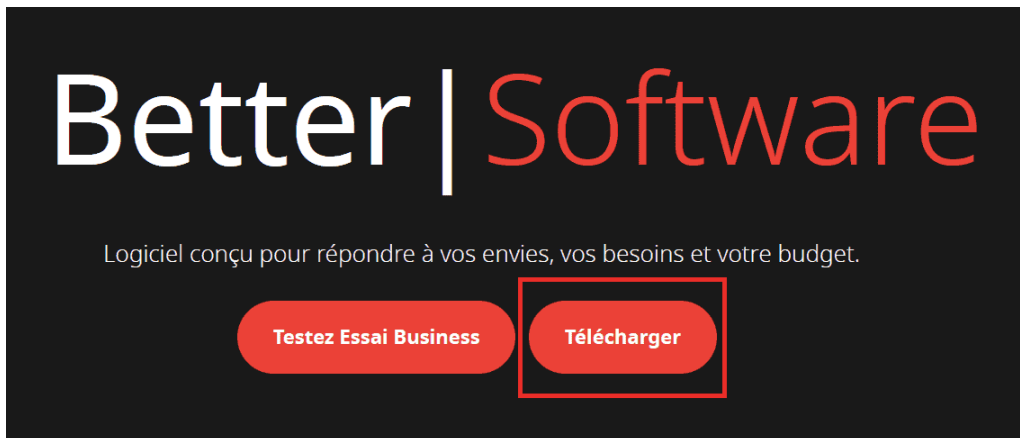 Better|Software
Logiciel conçu pour répondre à vos envies, vos besoins et votre budget.
Testez Essai Business Télécharger